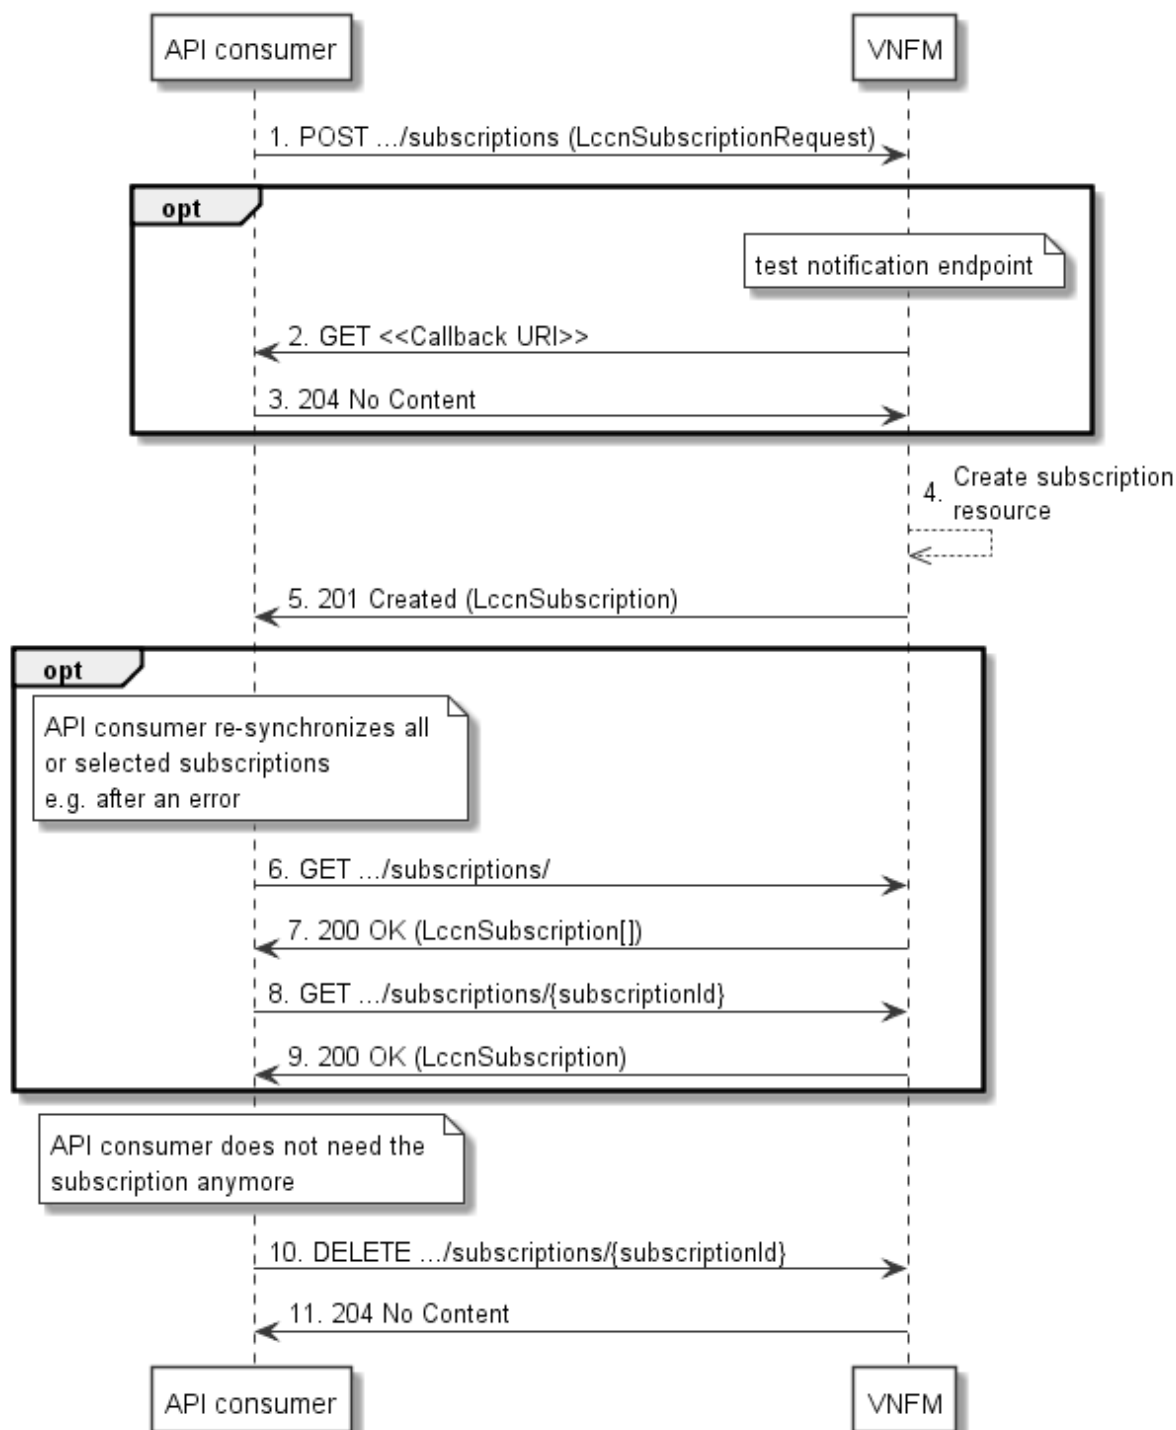 API consumer
VNFM
1. POST .../subscriptions (LccnSubscriptionRequest)
opt
test notification endpoint
2. GET <<Callback URI>>
3. 204 No Content
4. Create subscription
resource
5. 201 Created (LccnSubscription)
opt
API consumer re-synchronizes all
or selected subscriptions
e.g. after an error
6. GET .../subscriptions/
7. 200 OK (LccnSubscription[])
8. GET .../subscriptions/{subscriptionId}
9. 200 OK (LccnSubscription)
API consumer does not need the
subscription anymore
10. DELETE .../subscriptions/{subscriptionId}
11. 204 No Content
API consumer
VNFM